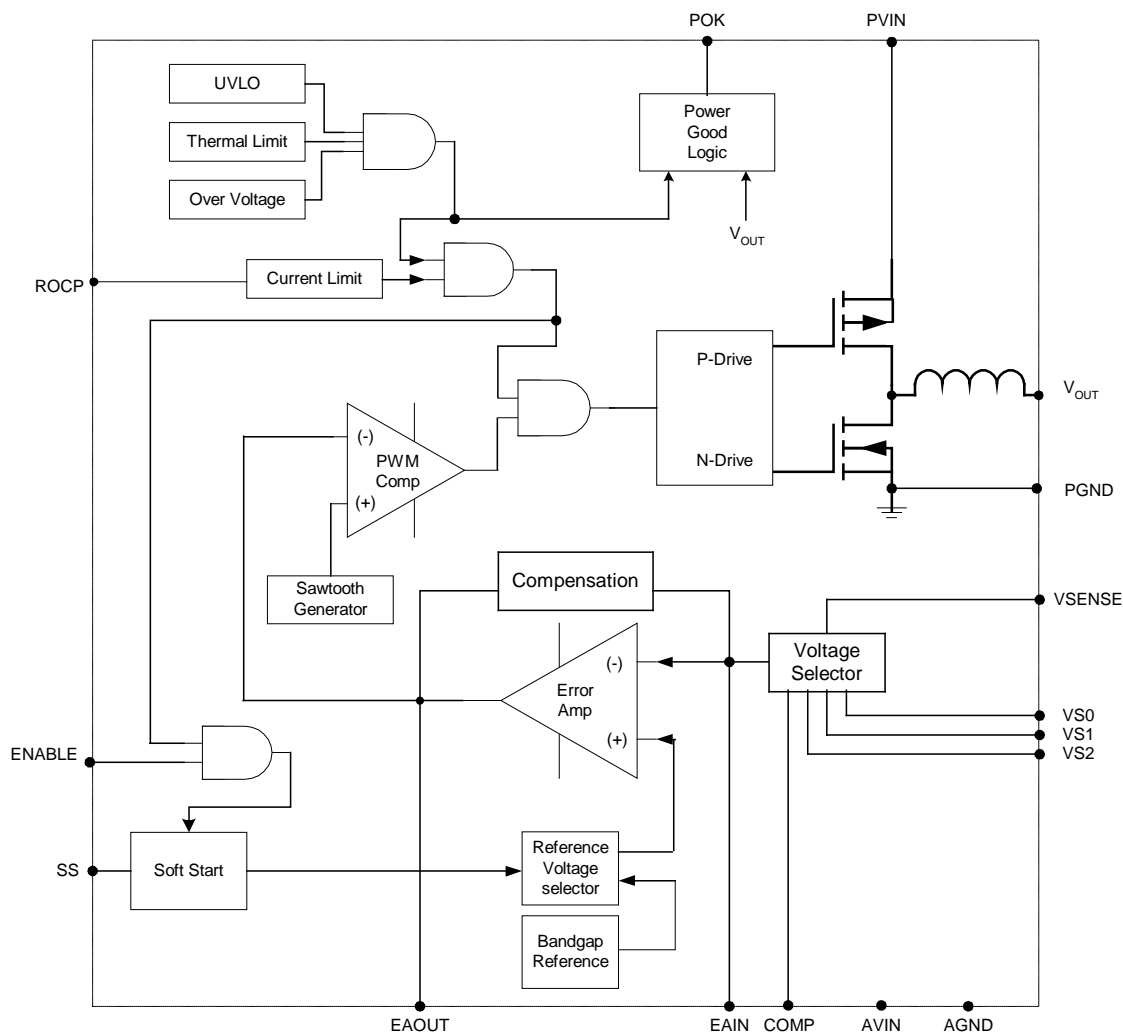 POK
PVIN
UVLO
Thermal Limit
Over Voltage
Power
Good
Logic
VOUT
ROCP
Current Limit
P-Drive
N-Drive
VOUT
PGND
(-)
PWM
Comp
(+)
Sawtooth
Generator
Compensation
VSENSE
Voltage
Selector
(-)
Error
Amp
(+)
VS0
VS1
VS2
ENABLE
SS
Soft Start
Reference
Voltage
selector
Bandgap
Reference
EAOUT
EAIN
COMP
AVIN
AGND